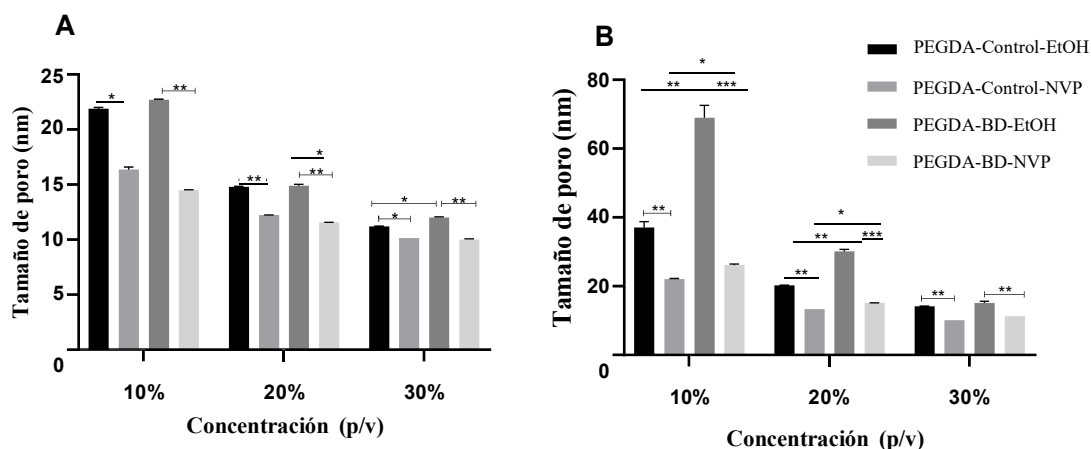 A
Tamaño de poro (nm)
25
20
15
10
5
0
* ** ** * ** * * * **
10% 20% 30%
Concentración (p/v)
B
PEGDA-Control-EtOH
PEGDA-Control-NVP
PEGDA-BD-EtOH
PEGDA-BD-NVP
Tamaño de poro (nm)
80
60
40
20
0
*
** ***
**
*
** ***
**
** **
10% 20% 30%
Concentración (p/v)